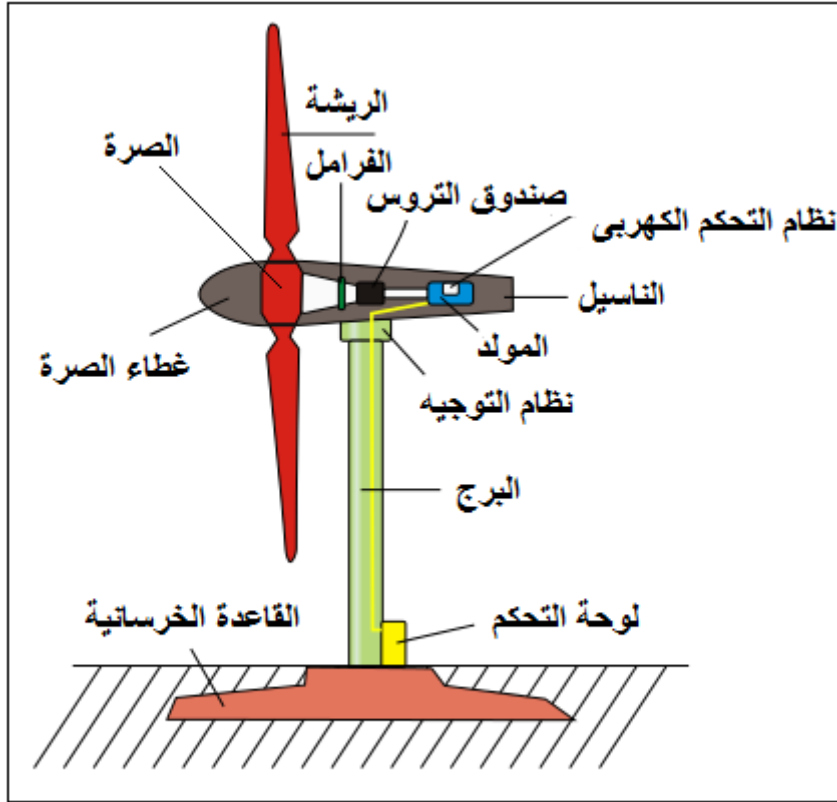 الريشة
الصرة
الفرامل
صندوق التروس
نظام التحكم الكهربى
الناسيل
المولد
غطاء الصرة
نظام التوجيه
البرج
القاعدة الخرسانية
لوحة التحكم